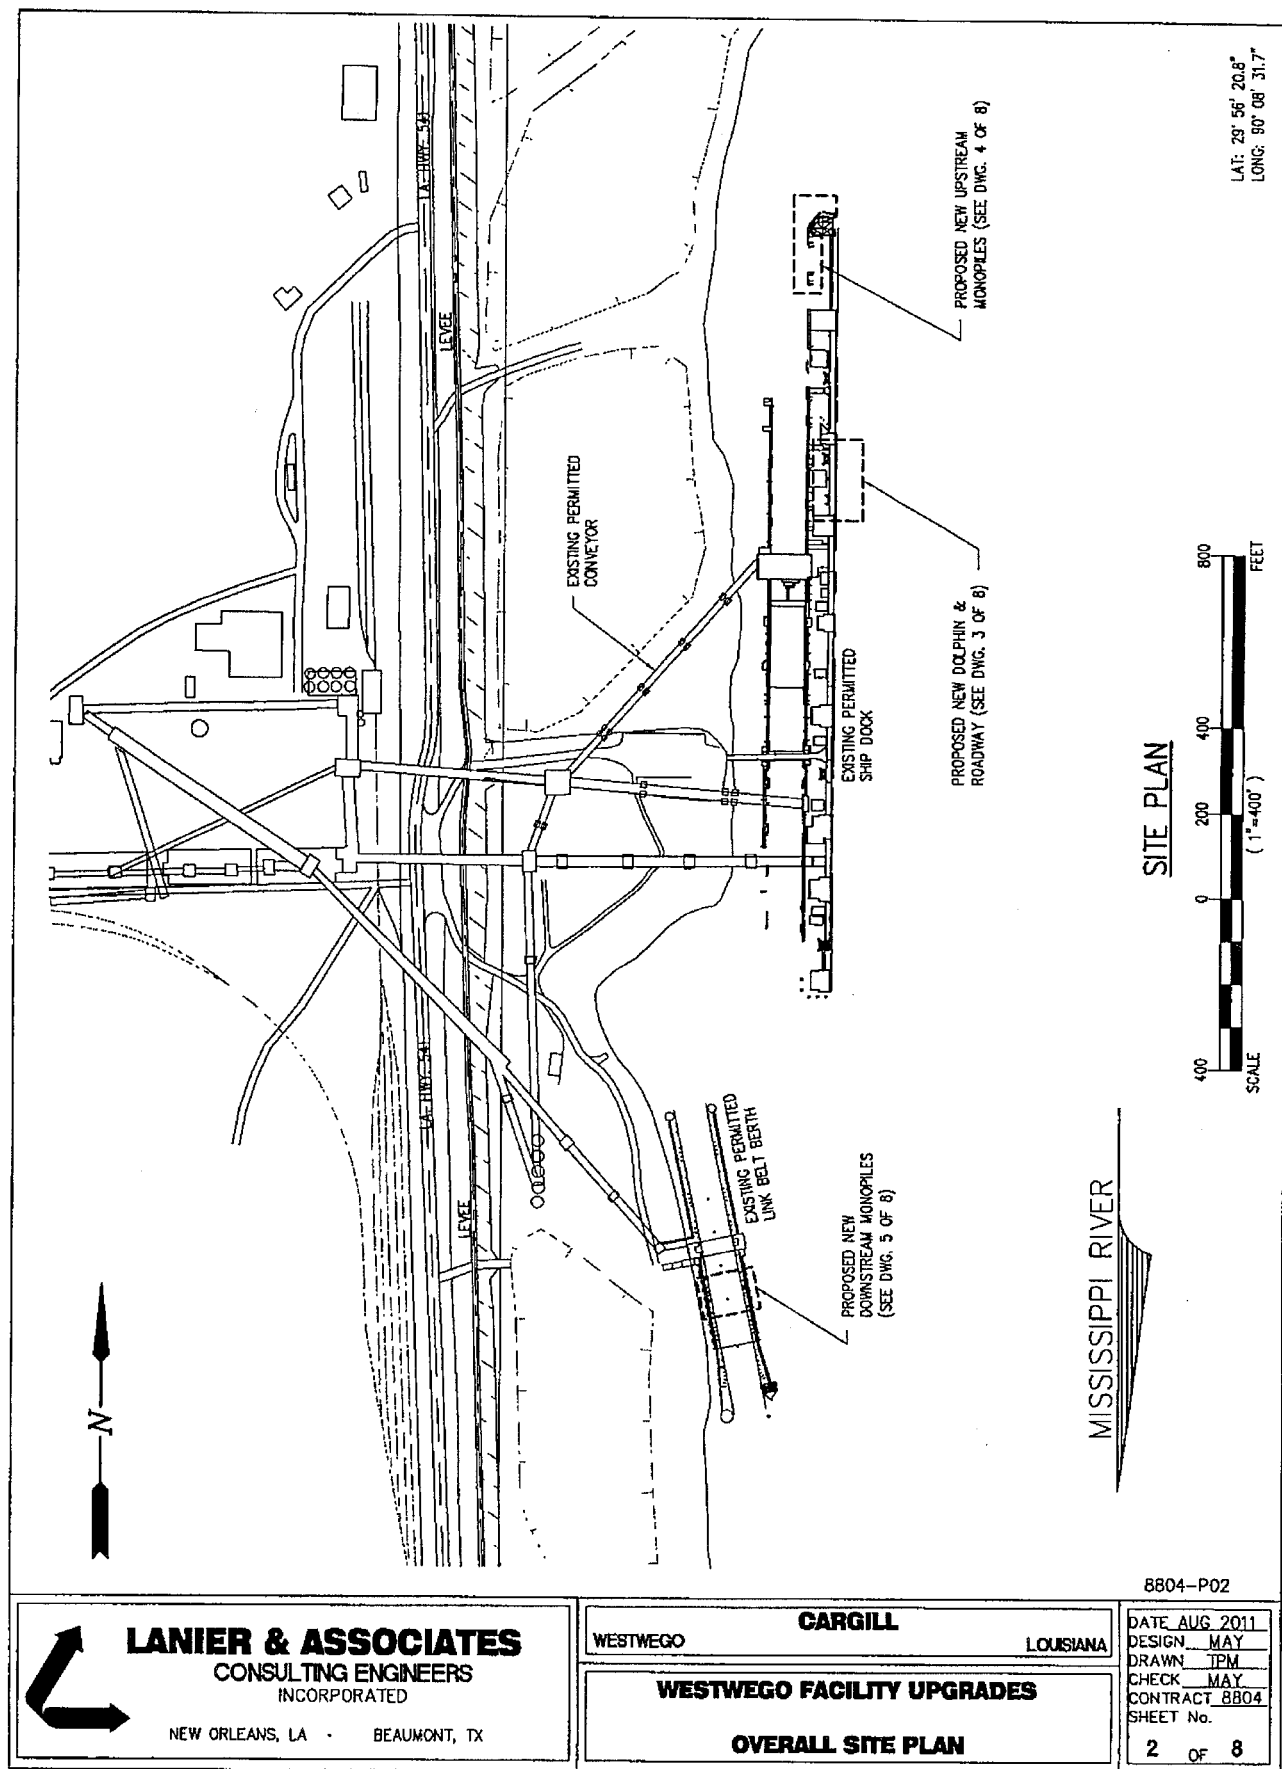 LAT: 29° 56' 20.8"
LONG: 90° 08' 31.7"
LA. HWY. 541
LEVEE
PROPOSED NEW UPSTREAM
MONOPILES (SEE DWG. 4 OF 8)
EXISTING PERMITTED
CONVEYOR
PROPOSED NEW DOLPHIN &
ROADWAY (SEE DWG. 3 OF 8)
EXISTING PERMITTED
SHIP DOCK
LA. HWY. 541
LEVEE
EXISTING PERMITTED
LINK BELT BERTH
PROPOSED NEW
DOWNSTREAM MONOPILES
(SEE DWG. 5 OF 8)
SITE PLAN
(1"=400')
400 0 200 400 800
SCALE FEET
MISSISSIPPI RIVER
N
8804-P02
LANIER & ASSOCIATES
CONSULTING ENGINEERS
INCORPORATED
NEW ORLEANS, LA - BEAUMONT, TX
CARGILL
WESTWEGO LOUISIANA
WESTWEGO FACILITY UPGRADES
OVERALL SITE PLAN
DATE AUG 2011
DESIGN MAY
DRAWN TPM
CHECK MAY
CONTRACT 8804
SHEET No.
2 OF 8